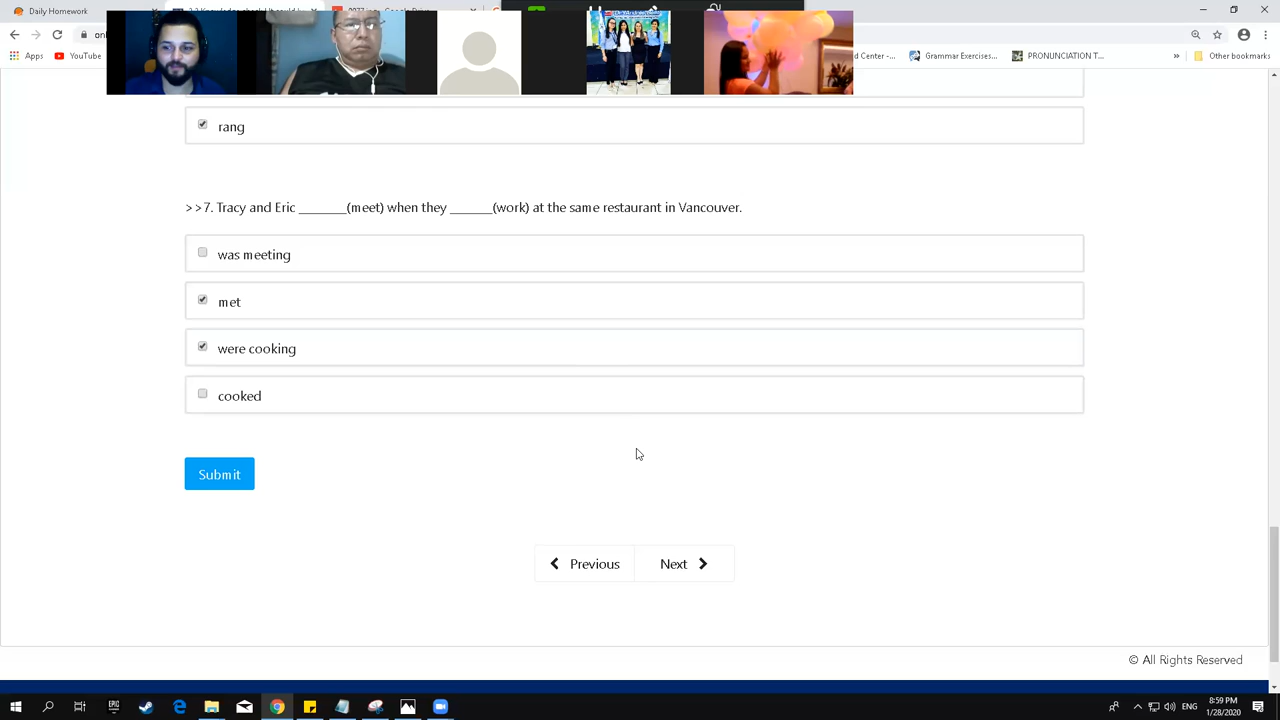 Daily Homework
Apps
YouTube
d Center -...
Grammar Exercises...
PRONUNCIATION T...
»
Other bookmarks
rang
>>7. Tracy and Eric _______(meet) when they ______(work) at the same restaurant in Vancouver.
was meeting
met
were cooking
cooked
Submit
Previous
Next
© All Rights Reserved
EPIC
ENG
8:59 PM
1/28/2020